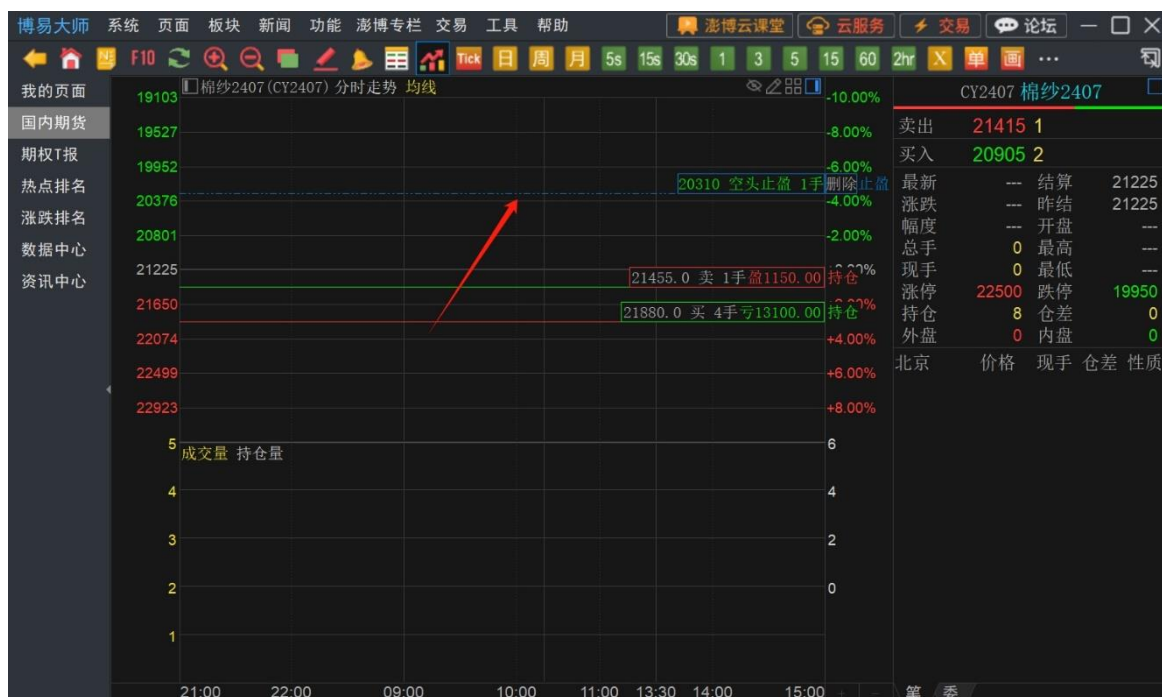 博易大师 系统 页面 板块 新闻 功能 澎博专栏 交易 工具 帮助 澎博云课堂 云服务 交易 论坛
F10 Tick 日 周 月 5s 15s 30s 1 3 5 15 60 2hr X 单 画 ...
我的页面
国内期货
期权T报
热点排名
涨跌排名
数据中心
资讯中心
棉纱2407(CY2407) 分时走势 均线
19103 -10.00%
19527 -8.00%
19952 -6.00%
20310 空头止盈 1手 删除 止盈
20376 -4.00%
20801 -2.00%
21225
21455.0 卖 1手 盈1150.00 持仓
21650
21880.0 买 4手 亏13100.00 持仓
22074 +4.00%
22499 +6.00%
22923 +8.00%
成交量 持仓量
5 6
4 4
3 2
2 0
1
21:00 22:00 09:00 10:00 11:00 13:30 14:00 15:00 + -
CY2407 棉纱2407
卖出 21415 1
买入 20905 2
最新 --- 结算 21225
涨跌 --- 昨结 21225
幅度 --- 开盘 ---
总手 0 最高 ---
现手 0 最低 ---
涨停 22500 跌停 19950
持仓 8 仓差 0
外盘 0 内盘 0
北京 价格 现手 仓差 性质
笔 委